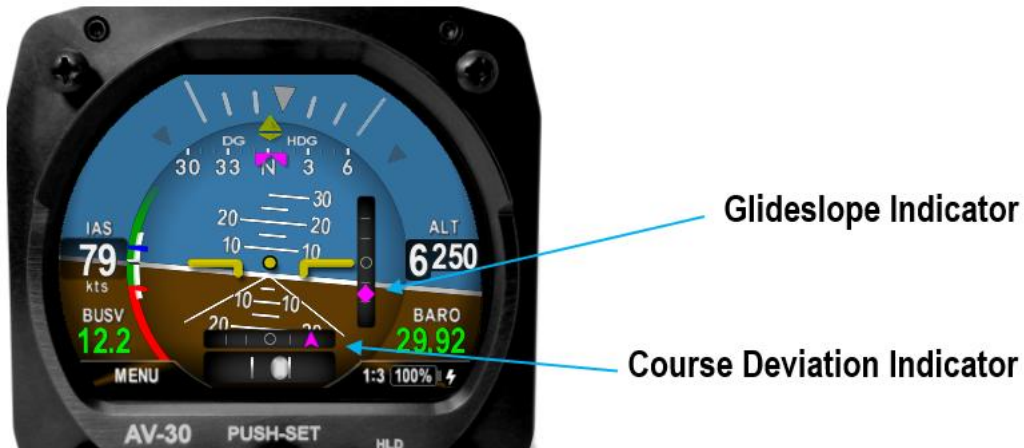 DG HDG
30 33 N 3 6
30
20 20
10 10
IAS
79
kts
ALT
6250
Glideslope Indicator
10 10
20 20
BUSV
12.2
BARO
29.92
Course Deviation Indicator
MENU
1:3 100%
AV-30 PUSH-SET
HLD